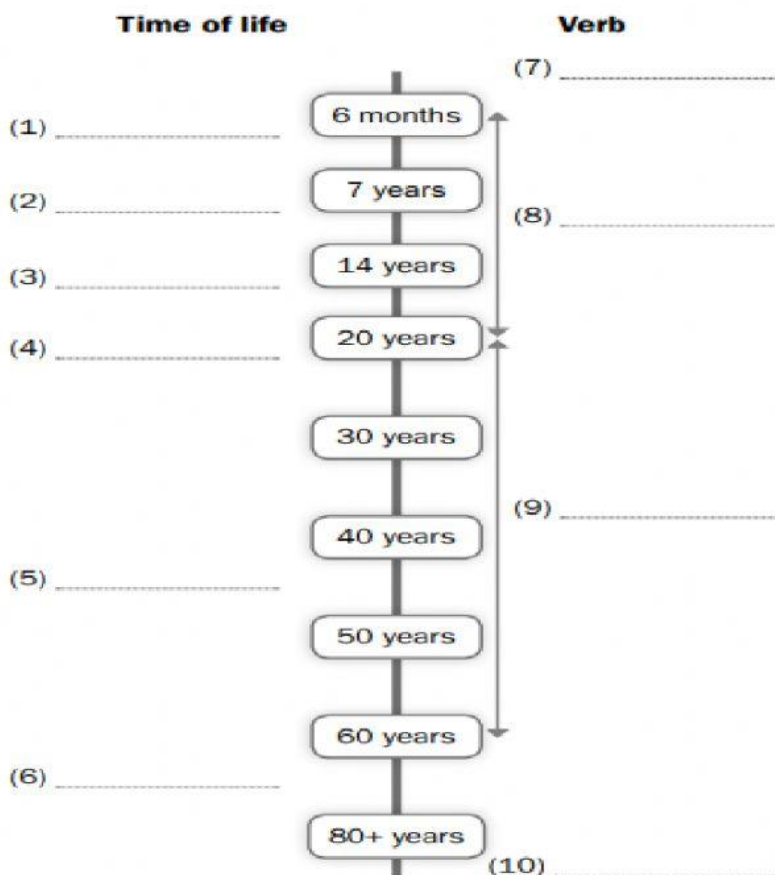 Time of life Verb
(7)
6 months
(1)
7 years
(2) (8)
14 years
(3)
20 years
(4)
30 years
(9)
40 years
(5)
50 years
60 years
(6)
80+ years
(10)